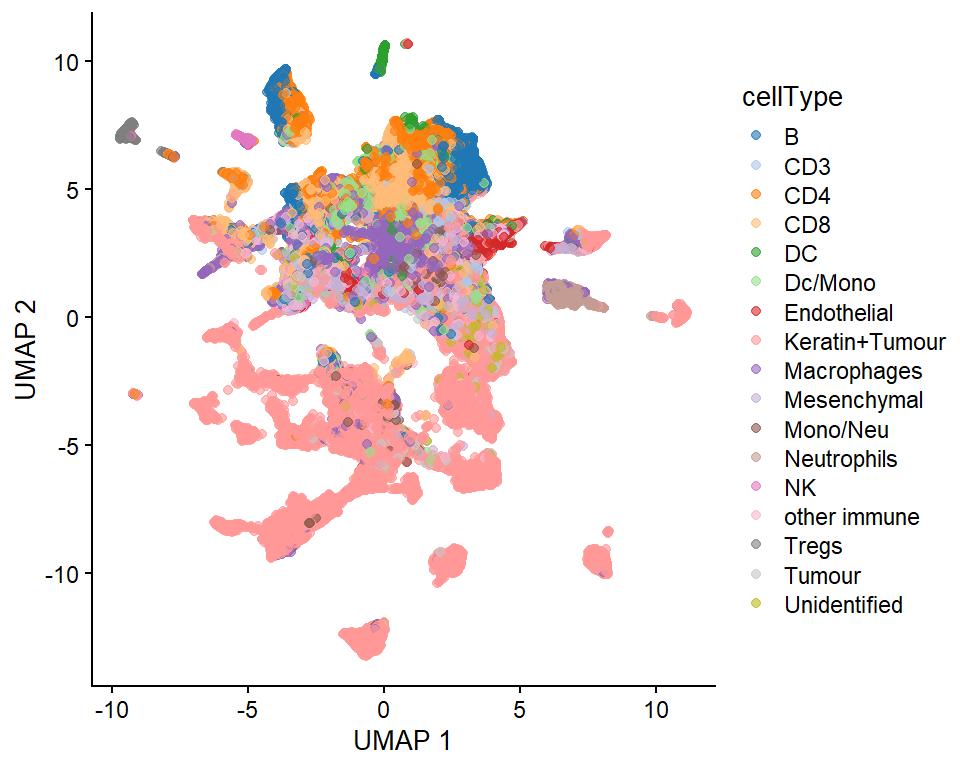 cellType
B
CD3
CD4
CD8
DC
Dc/Mono
Endothelial
Keratin+Tumour
Macrophages
Mesenchymal
Mono/Neu
Neutrophils
NK
other immune
Tregs
Tumour
Unidentified
10
5
0
-5
-10
UMAP 2
-10 -5 0 5 10
UMAP 1